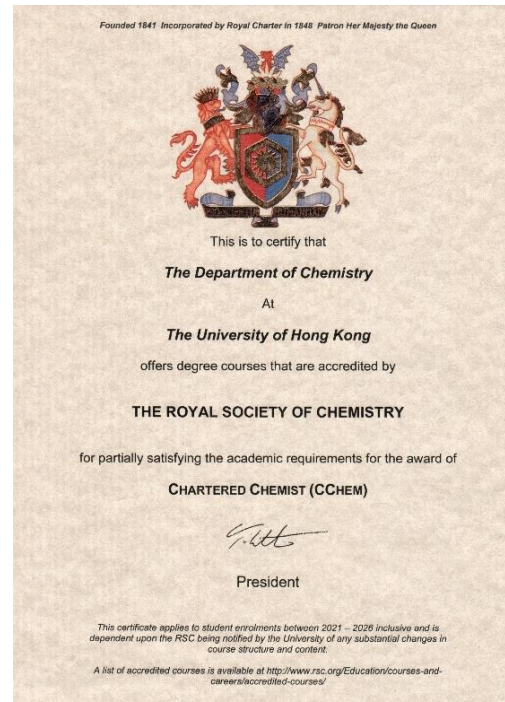 Founded 1841 Incorporated by Royal Charter in 1848 Patron Her Majesty the Queen
This is to certify that
The Department of Chemistry
At
The University of Hong Kong
offers degree courses that are accredited by
THE ROYAL SOCIETY OF CHEMISTRY
for partially satisfying the academic requirements for the award of
CHARTERED CHEMIST (CCHEM)
President
This certificate applies to student enrolments between 2021 – 2026 inclusive and is
dependent upon the RSC being notified by the University of any substantial changes in
course structure and content.
A list of accredited courses is available at http://www.rsc.org/Education/courses-and-
careers/accredited-courses/